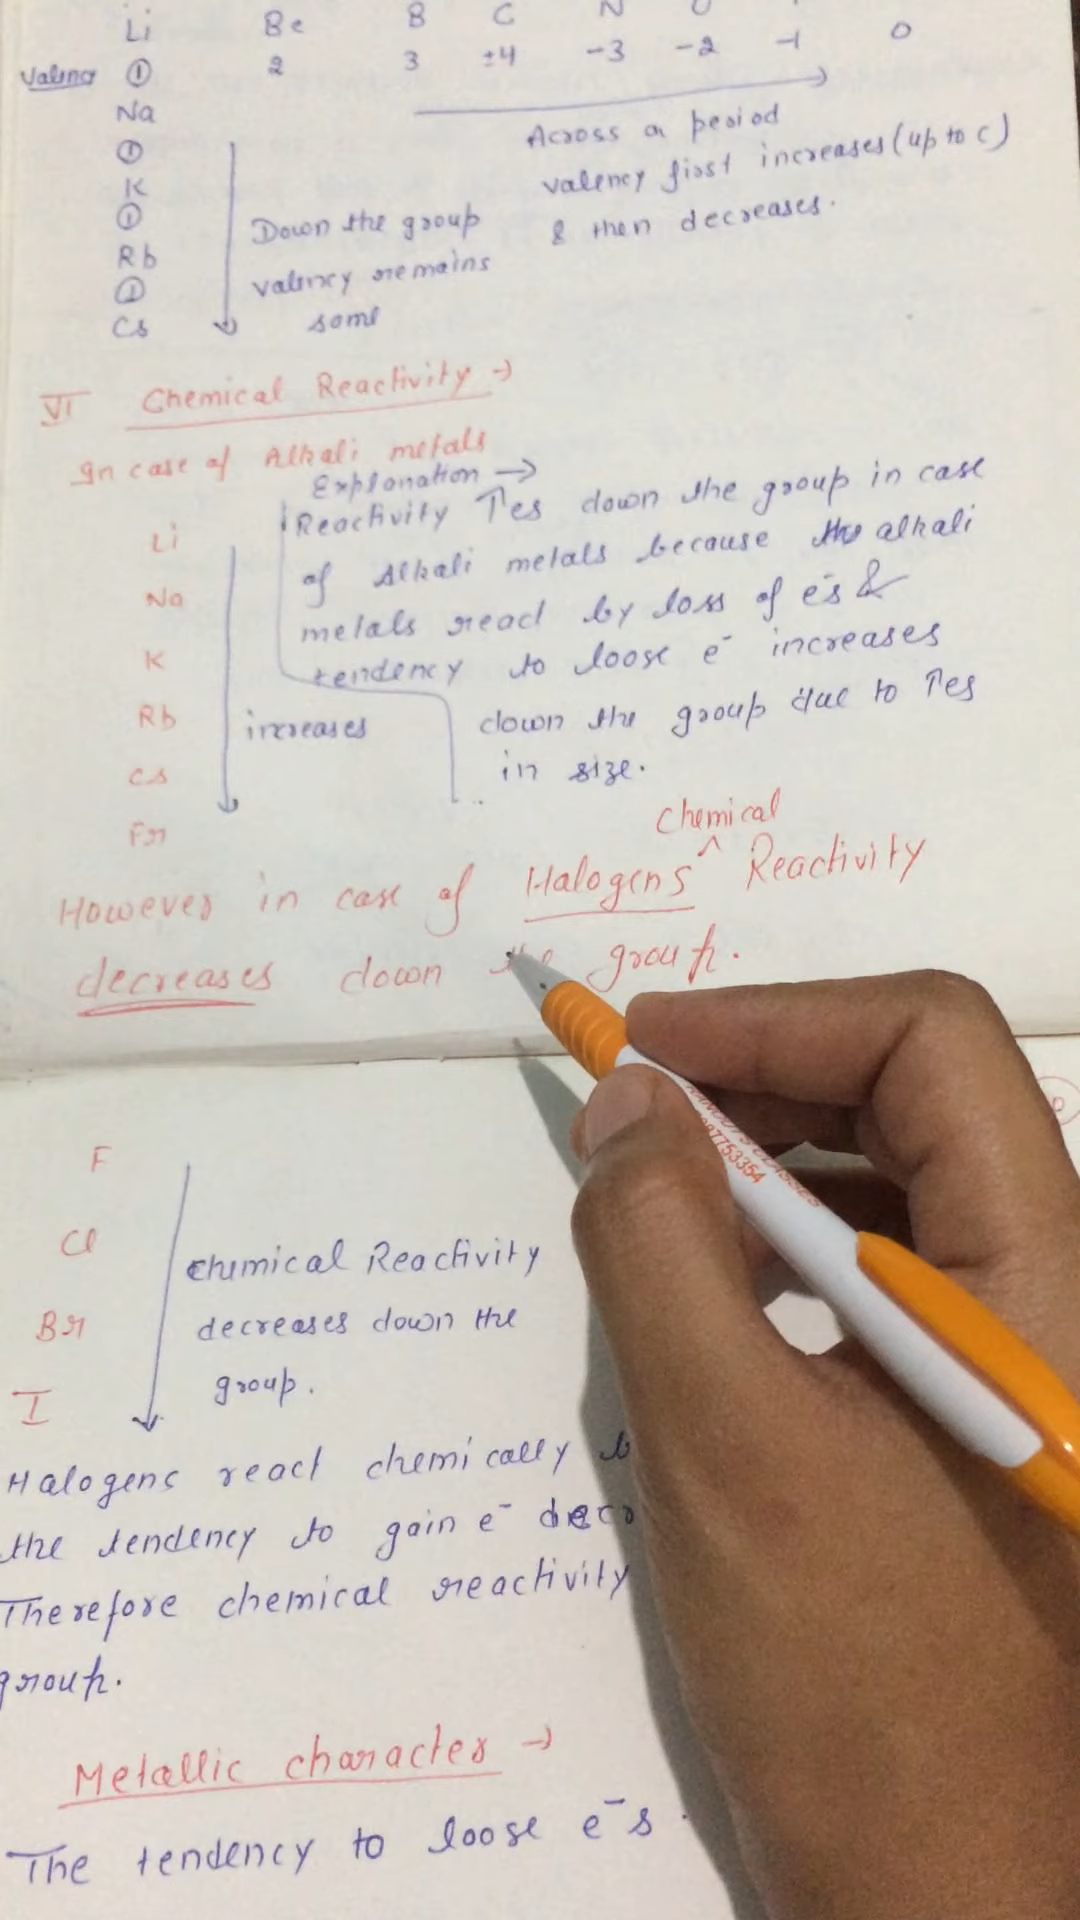 Li Be B C N
Valency 1 2 3 ±4 -3 -2 -1 0
Na
1
K
1
Rb
1
Cs
Across a period
valency first increases (up to C)
& then decreases.
Down the group
valency remains
same
VI Chemical Reactivity →
In case of Alkali metals
Explanation →
Reactivity ↑es down the group in case
of Alkali metals because the alkali
metals react by loss of e⁻s &
tendency to loose e⁻ increases
down the group due to ↑es
in size.
Li
Na
K
Rb
Cs
Fr
increases
Chemical
However in case of Halogens ^ Reactivity
decreases down the group.
F
Cl
Br
I
Chemical Reactivity
decreases down the
group.
Halogens react chemically
the tendency to gain e⁻
Therefore chemical reactivity
group.
Metallic character →
The tendency to loose e⁻s
CLASSES